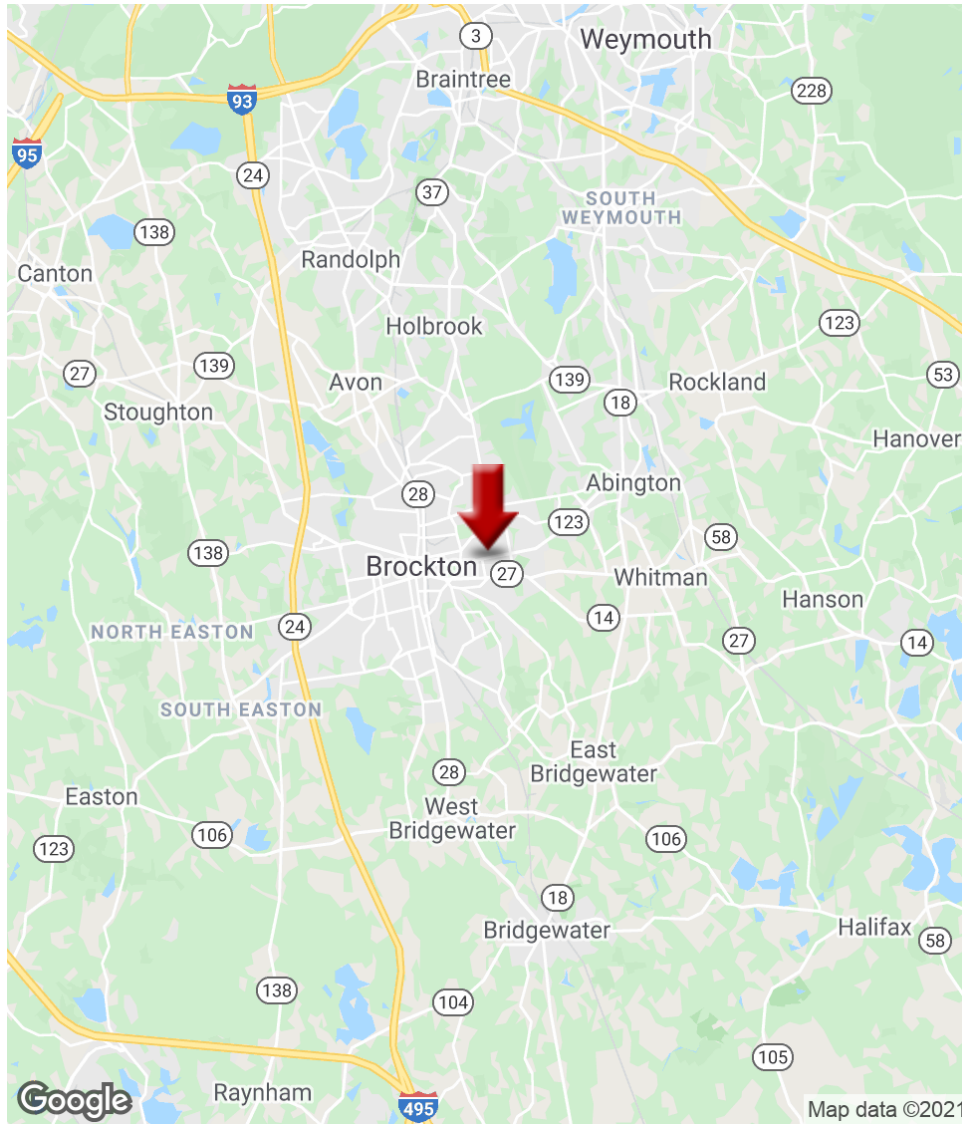 3
Weymouth
Braintree
228
93
95
24
37
SOUTH
WEYMOUTH
138
Randolph
Canton
Holbrook
123
139
27
Avon
139
Rockland
53
18
Stoughton
Hanover
Abington
28
123
58
138
Brockton
27
Whitman
Hanson
14
24
NORTH EASTON
27
14
SOUTH EASTON
East
Bridgewater
28
Easton
West
Bridgewater
106
106
123
18
Bridgewater
Halifax
58
138
104
105
Raynham
495
Google
Map data ©2021